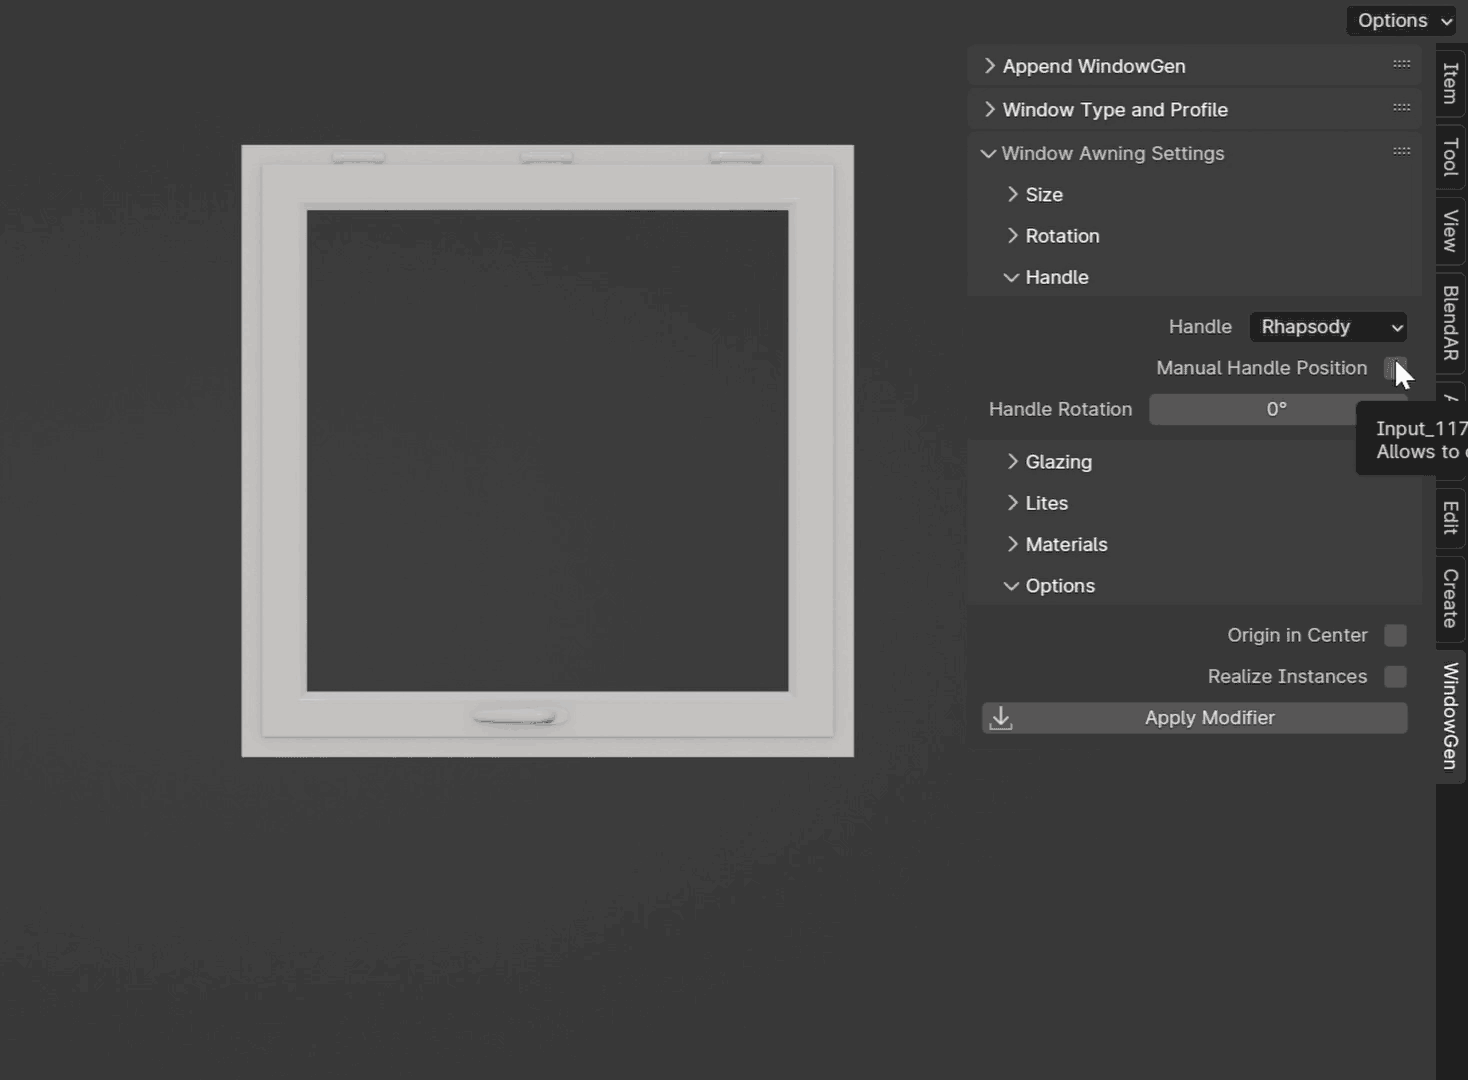 Options
Append WindowGen
Window Type and Profile
Window Awning Settings
Size
Rotation
Handle
Handle Rhapsody
Manual Handle Position
Handle Rotation 0°
Input_117
Allows to
Glazing
Lites
Materials
Options
Origin in Center
Realize Instances
Apply Modifier
Item
Tool
View
BlendAR
Edit
Create
WindowGen